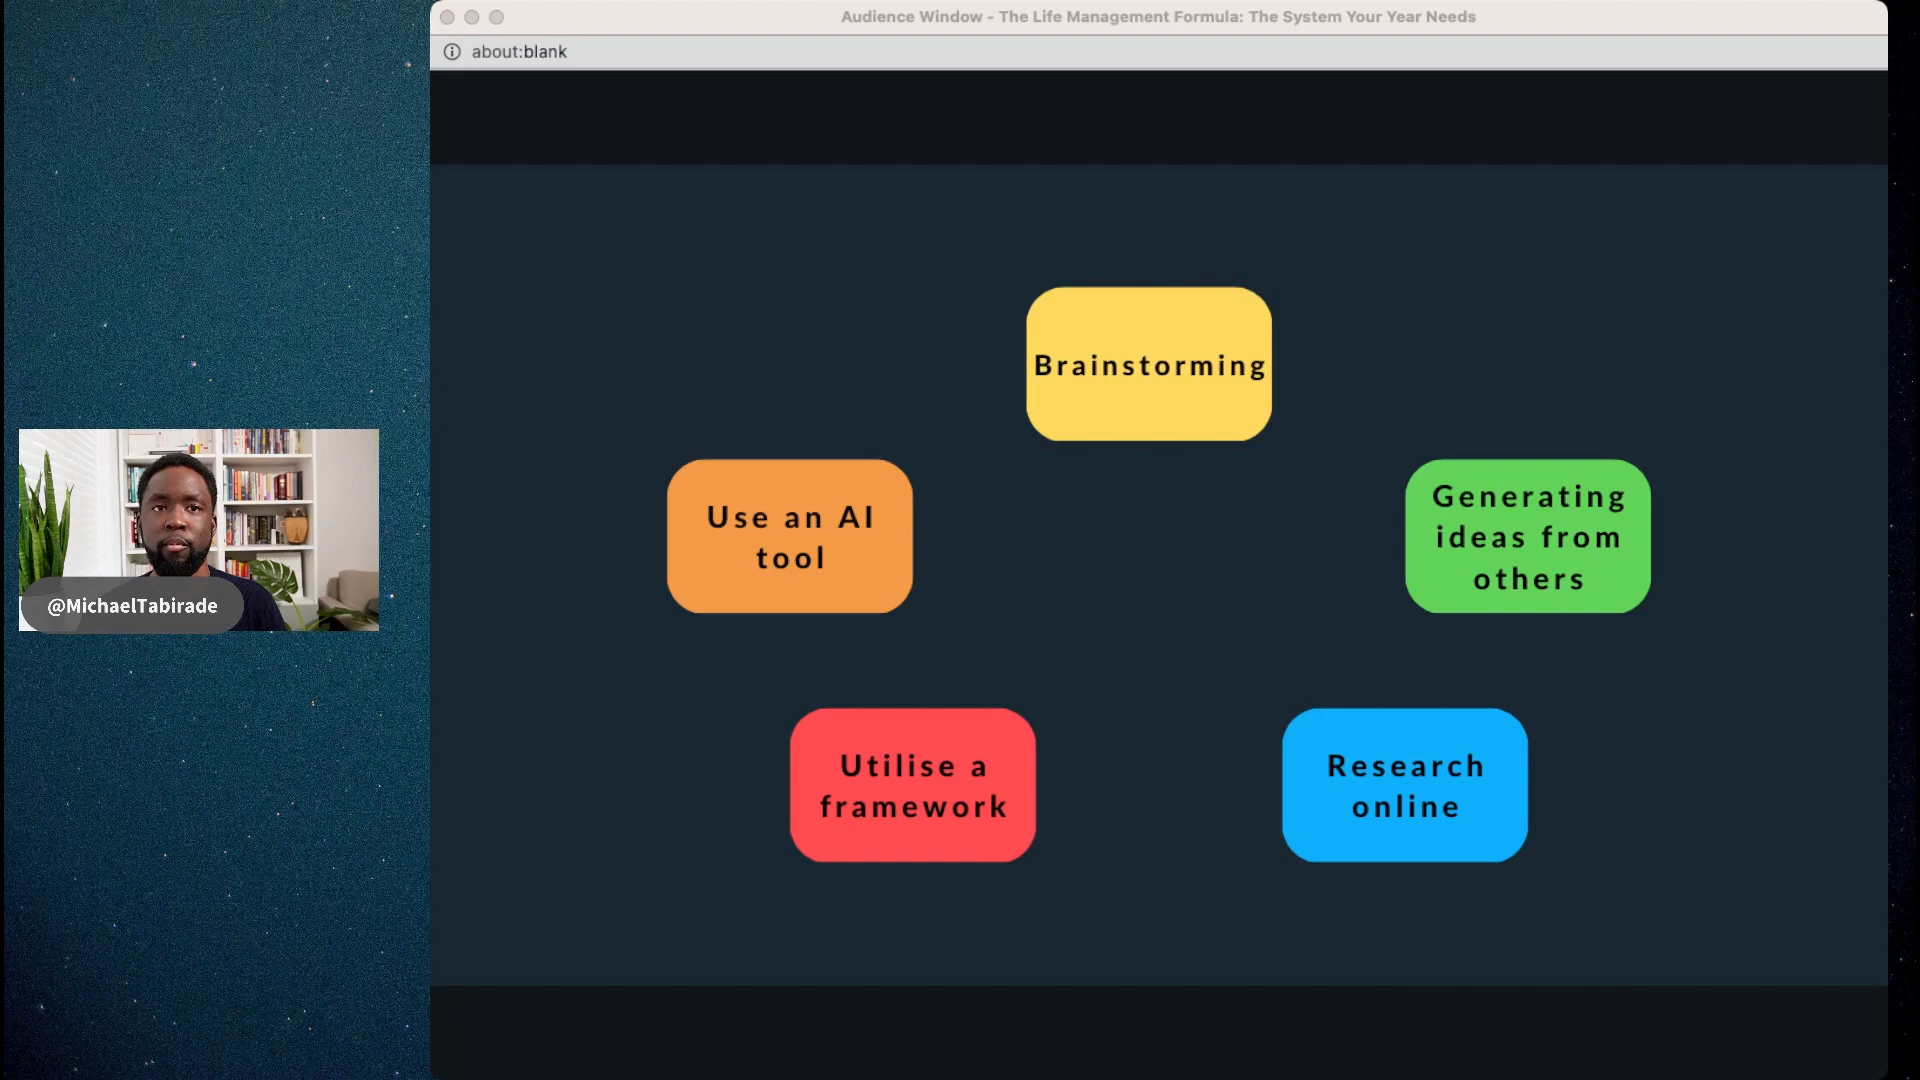 Audience Window - The Life Management Formula: The System Your Year Needs
about:blank
Brainstorming
Use an AI
tool
Generating
ideas from
others
Utilise a
framework
Research
online
@MichaelTabirade